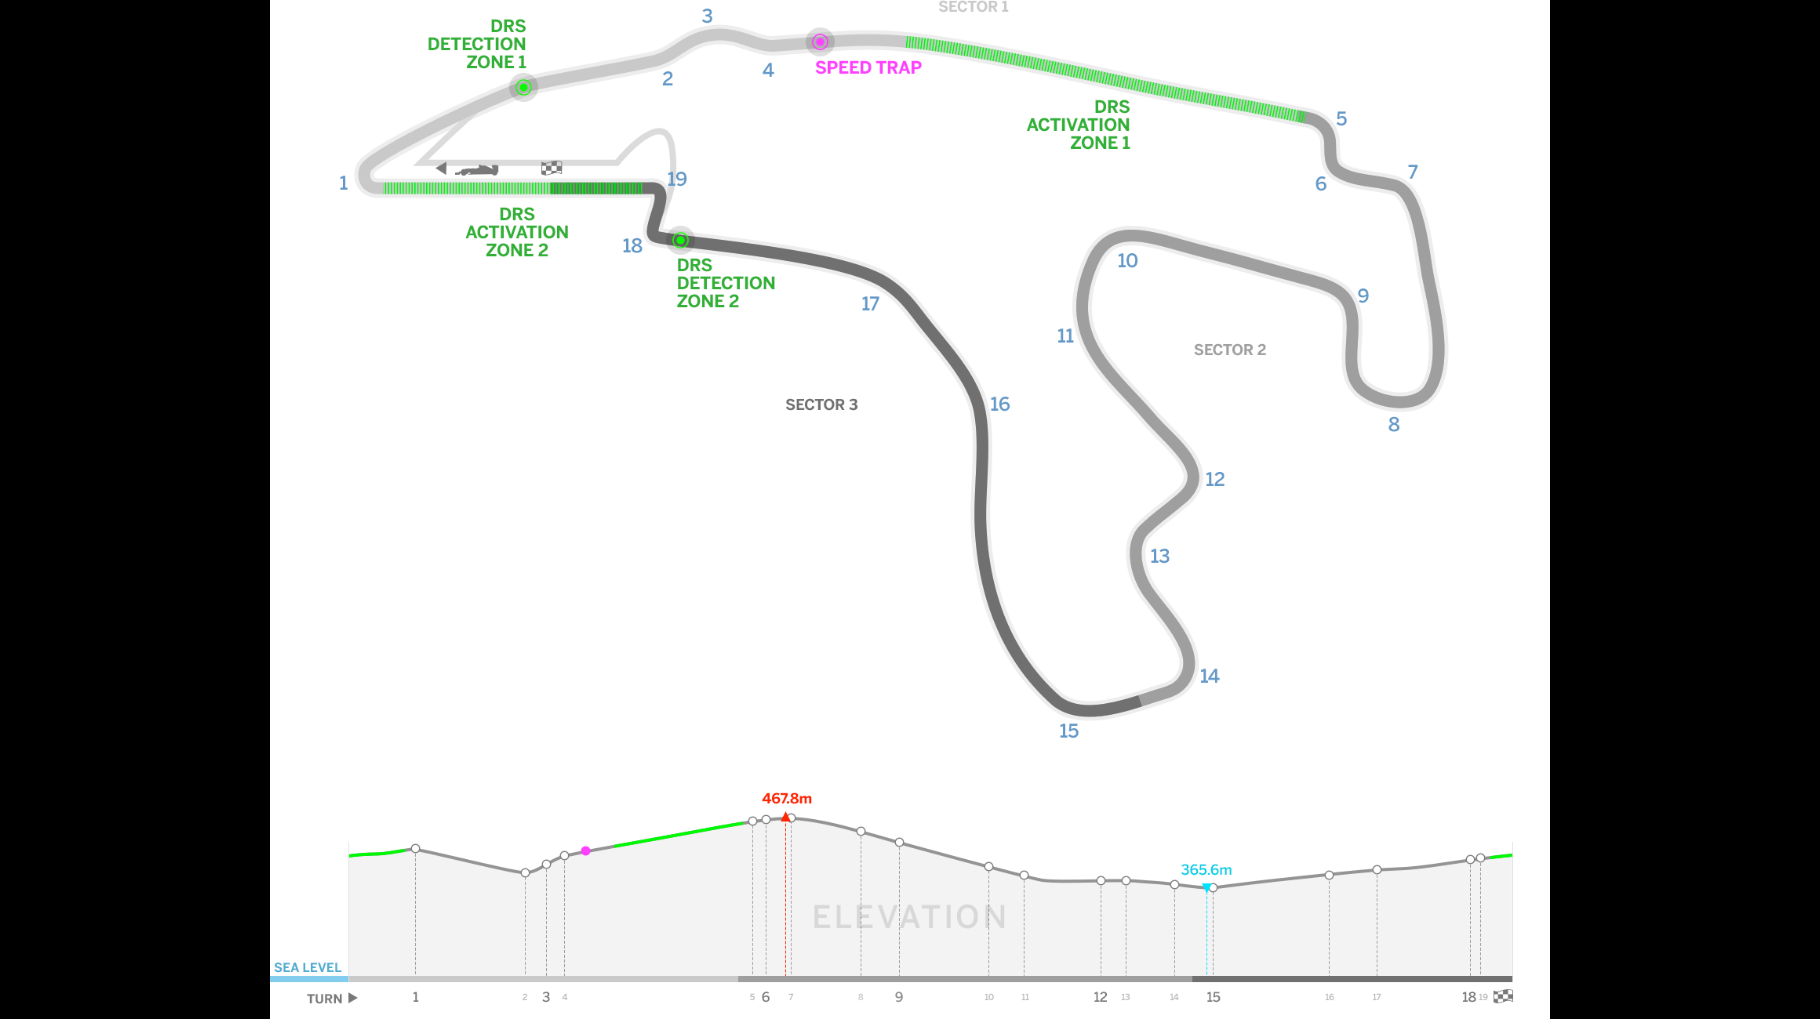 SECTOR 1
DRS
DETECTION
ZONE 1
3
2
4
SPEED TRAP
DRS
ACTIVATION
ZONE 1
5
6
7
1
19
DRS
ACTIVATION
ZONE 2
18
DRS
DETECTION
ZONE 2
17
10
9
11
SECTOR 2
SECTOR 3
16
8
12
13
14
15
467.8m
365.6m
ELEVATION
SEA LEVEL
TURN 1 2 3 4 5 6 7 8 9 10 11 12 13 14 15 16 17 18 19